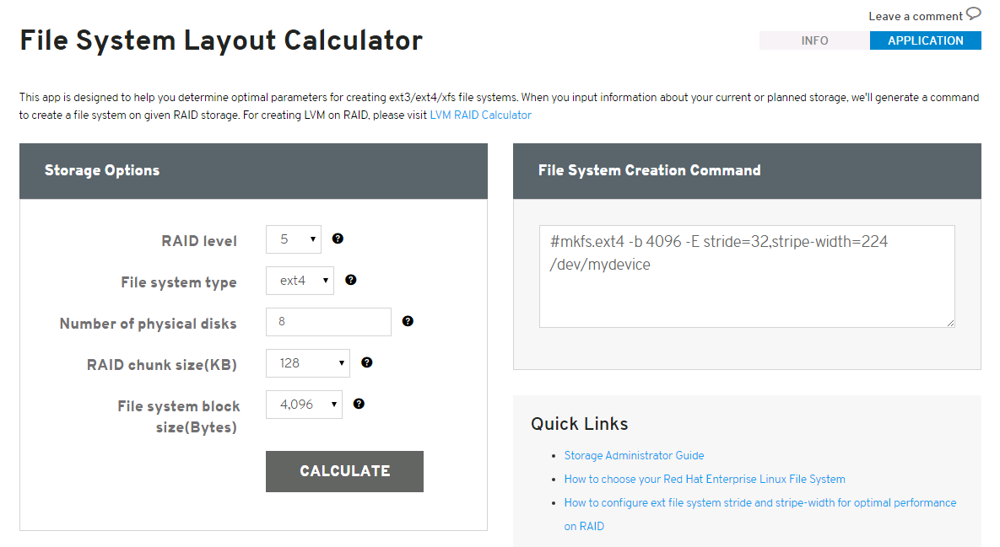 Leave a comment
File System Layout Calculator
INFO
APPLICATION
This app is designed to help you determine optimal parameters for creating ext3/ext4/xfs file systems. When you input information about your current or planned storage, we'll generate a command
to create a file system on given RAID storage. For creating LVM on RAID, please visit LVM RAID Calculator
Storage Options
RAID level
5
File system type
ext4
Number of physical disks
8
RAID chunk size(KB)
128
File system block
size(Bytes)
4,096
CALCULATE
File System Creation Command
#mkfs.ext4 -b 4096 -E stride=32,stripe-width=224
/dev/mydevice
Quick Links
Storage Administrator Guide
How to choose your Red Hat Enterprise Linux File System
How to configure ext file system stride and stripe-width for optimal performance
on RAID